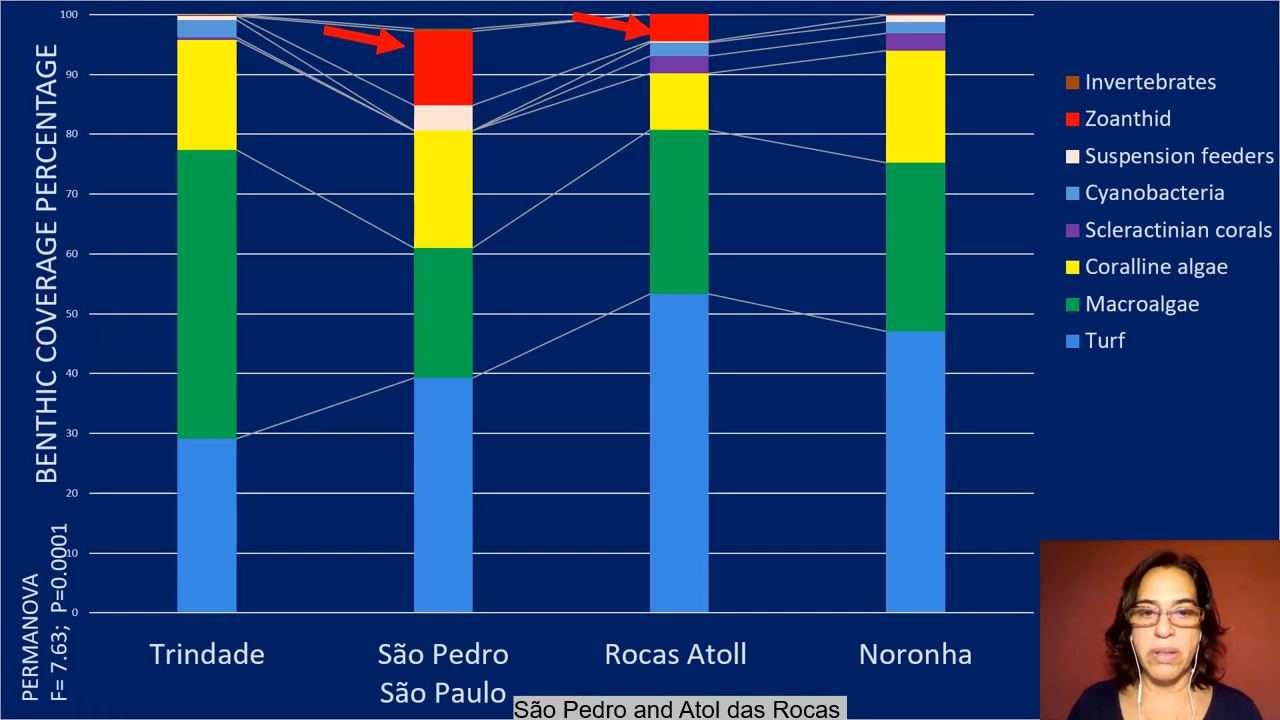 BENTHIC COVERAGE PERCENTAGE
PERMANOVA
F= 7.63; P=0.0001
100
90
80
70
60
50
40
30
20
10
0
Trindade
São Pedro
São Paulo
Rocas Atoll
Noronha
Invertebrates
Zoanthid
Suspension feeders
Cyanobacteria
Scleractinian corals
Coralline algae
Macroalgae
Turf
São Pedro and Atol das Rocas